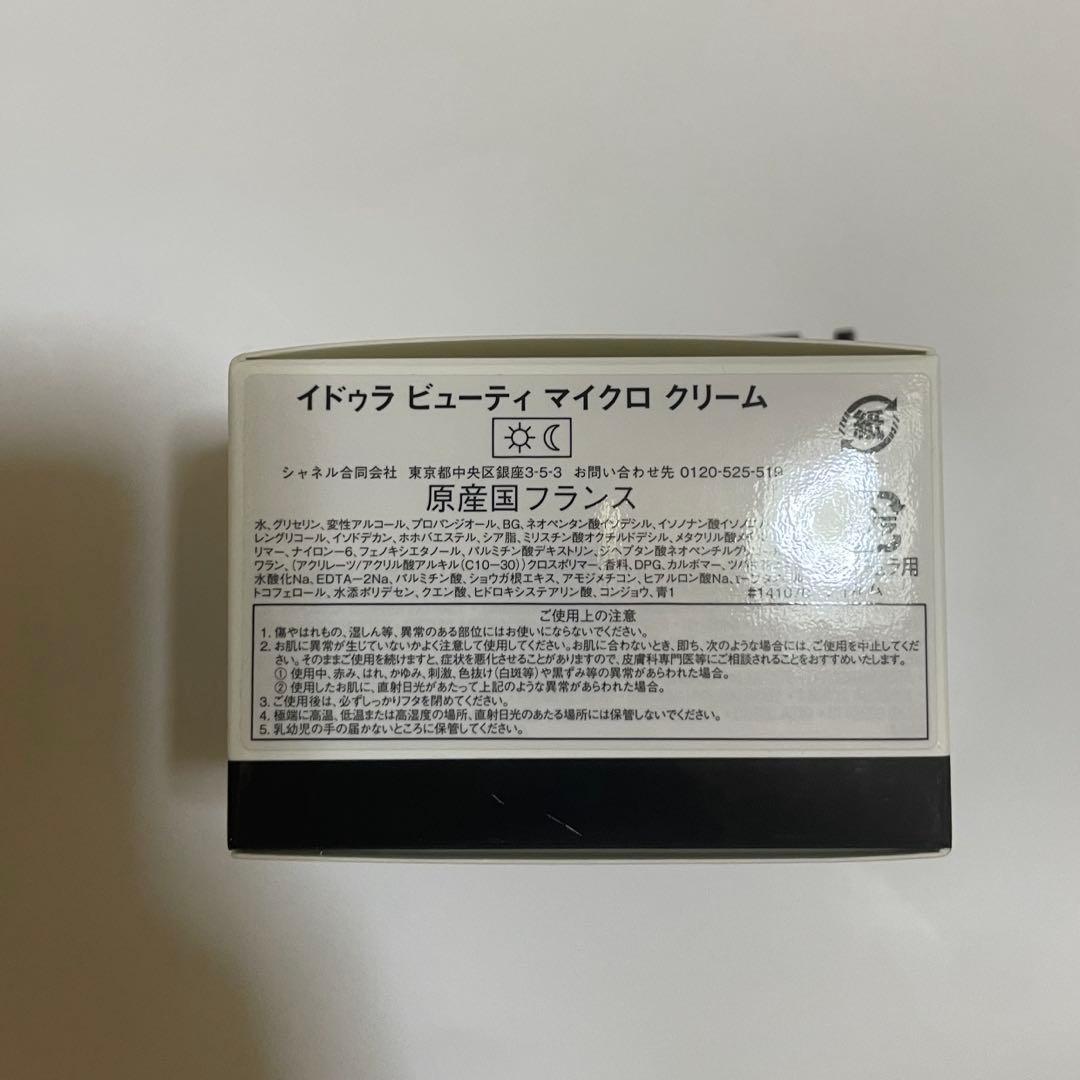 イドゥラ ビューティ マイクロ クリーム
紙
シャネル合同会社 東京都中央区銀座3-5-3 お問い合わせ先 0120-525-519
原産国フランス
水、グリセリン、変性アルコール、プロパンジオール、BG、ネオペンタン酸イソデシル、イソノナン酸イソノニ
レングリコール、イソドデカン、ホホバエステル、シア脂、ミリスチン酸オクチルドデシル、メタクリル酸メ
リマー、ナイロン-6、フェノキシエタノール、パルミチン酸デキストリン、ジヘプタン酸ネオペンチルグリ
ワラン、(アクリレーツ/アクリル酸アルキル(C10-30))クロスポリマー、香料、DPG、カルボマー、ツバキ
水酸化Na、EDTA-2Na、パルミチン酸、ショウガ根エキス、アモジメチコン、ヒアルロン酸Na、
トコフェロール、水添ポリデセン、クエン酸、ヒドロキシステアリン酸、コンジョウ、青1
プラ用
ご使用上の注意
1. 傷やはれもの、湿しん等、異常のある部位にはお使いにならないでください。
2. お肌に異常が生じていないかよく注意して使用してください。お肌に合わないとき、即ち、次のような場合には、ご使用を中止してくだ
さい。そのままご使用を続けますと、症状を悪化させることがありますので、皮膚科専門医等にご相談されることをおすすめいたします。
① 使用中、赤み、はれ、かゆみ、刺激、色抜け(白斑等)や黒ずみ等の異常があらわれた場合。
② 使用したお肌に、直射日光があたって上記のような異常があらわれた場合。
3. ご使用後は、必ずしっかりフタを閉めてください。
4. 極端に高温、低温または高湿度の場所、直射日光のあたる場所には保管しないでください。
5. 乳幼児の手の届かないところに保管してください。